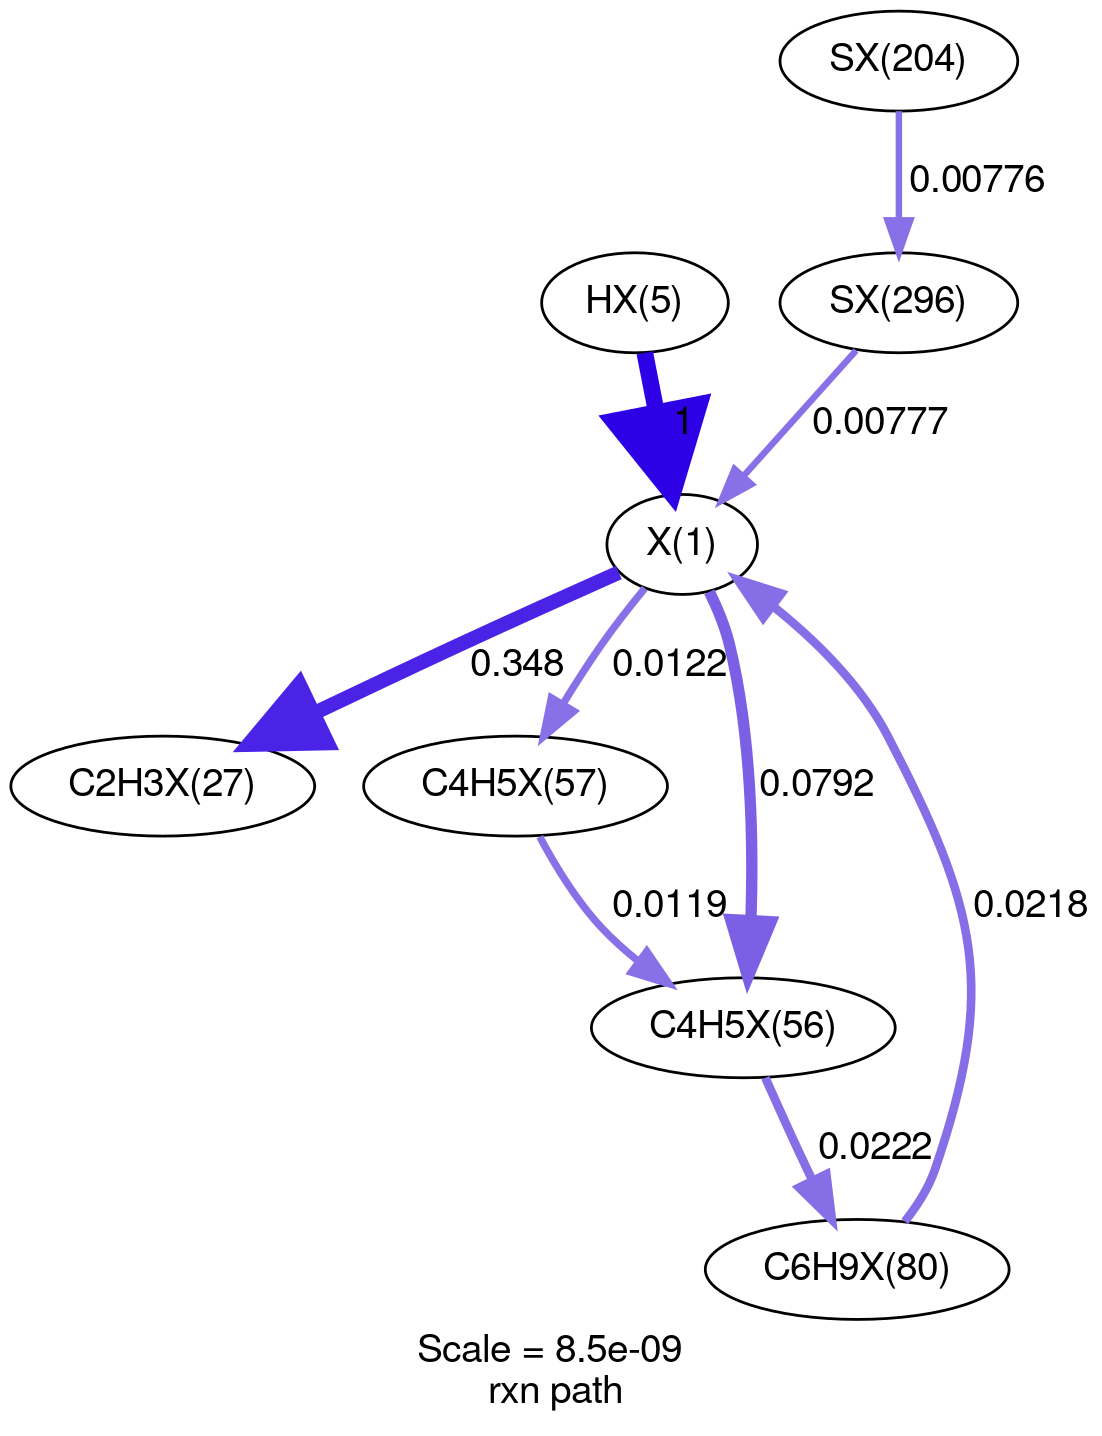 SX(204)
0.00776
HX(5)
SX(296)
1
0.00777
X(1)
0.348
0.0122
C2H3X(27)
C4H5X(57)
0.0792
0.0119
0.0218
C4H5X(56)
0.0222
C6H9X(80)
Scale = 8.5e-09
rxn path